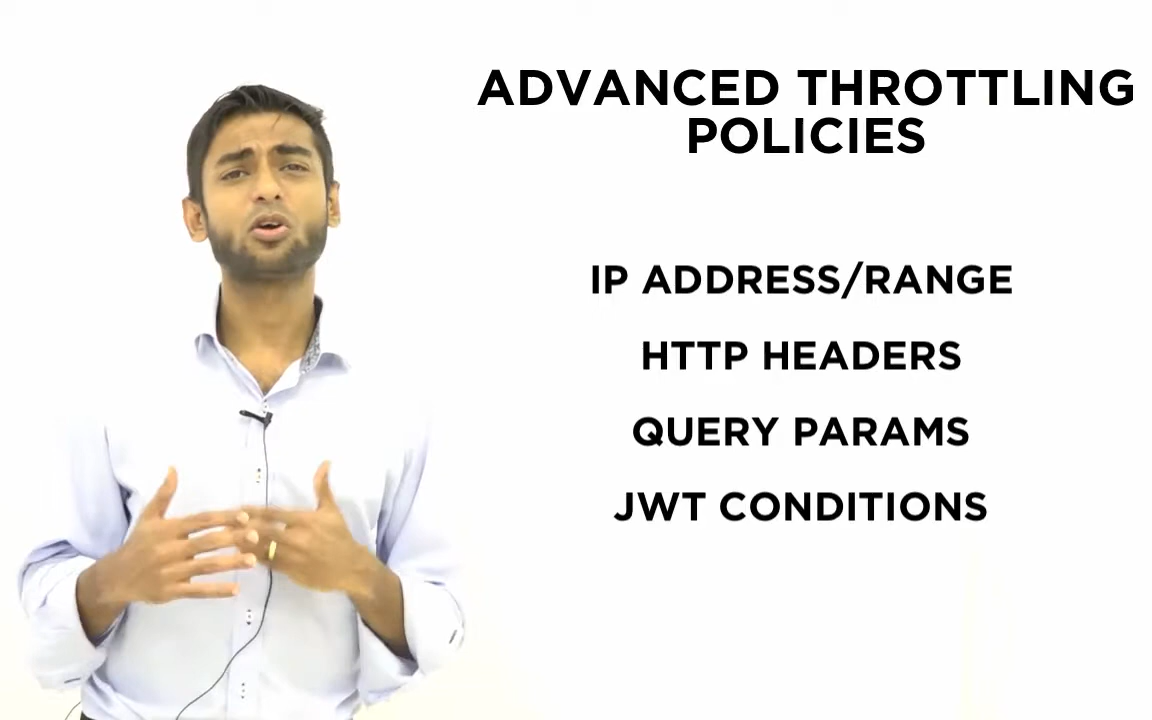 ADVANCED THROTTLING
POLICIES
IP ADDRESS/RANGE
HTTP HEADERS
QUERY PARAMS
JWT CONDITIONS